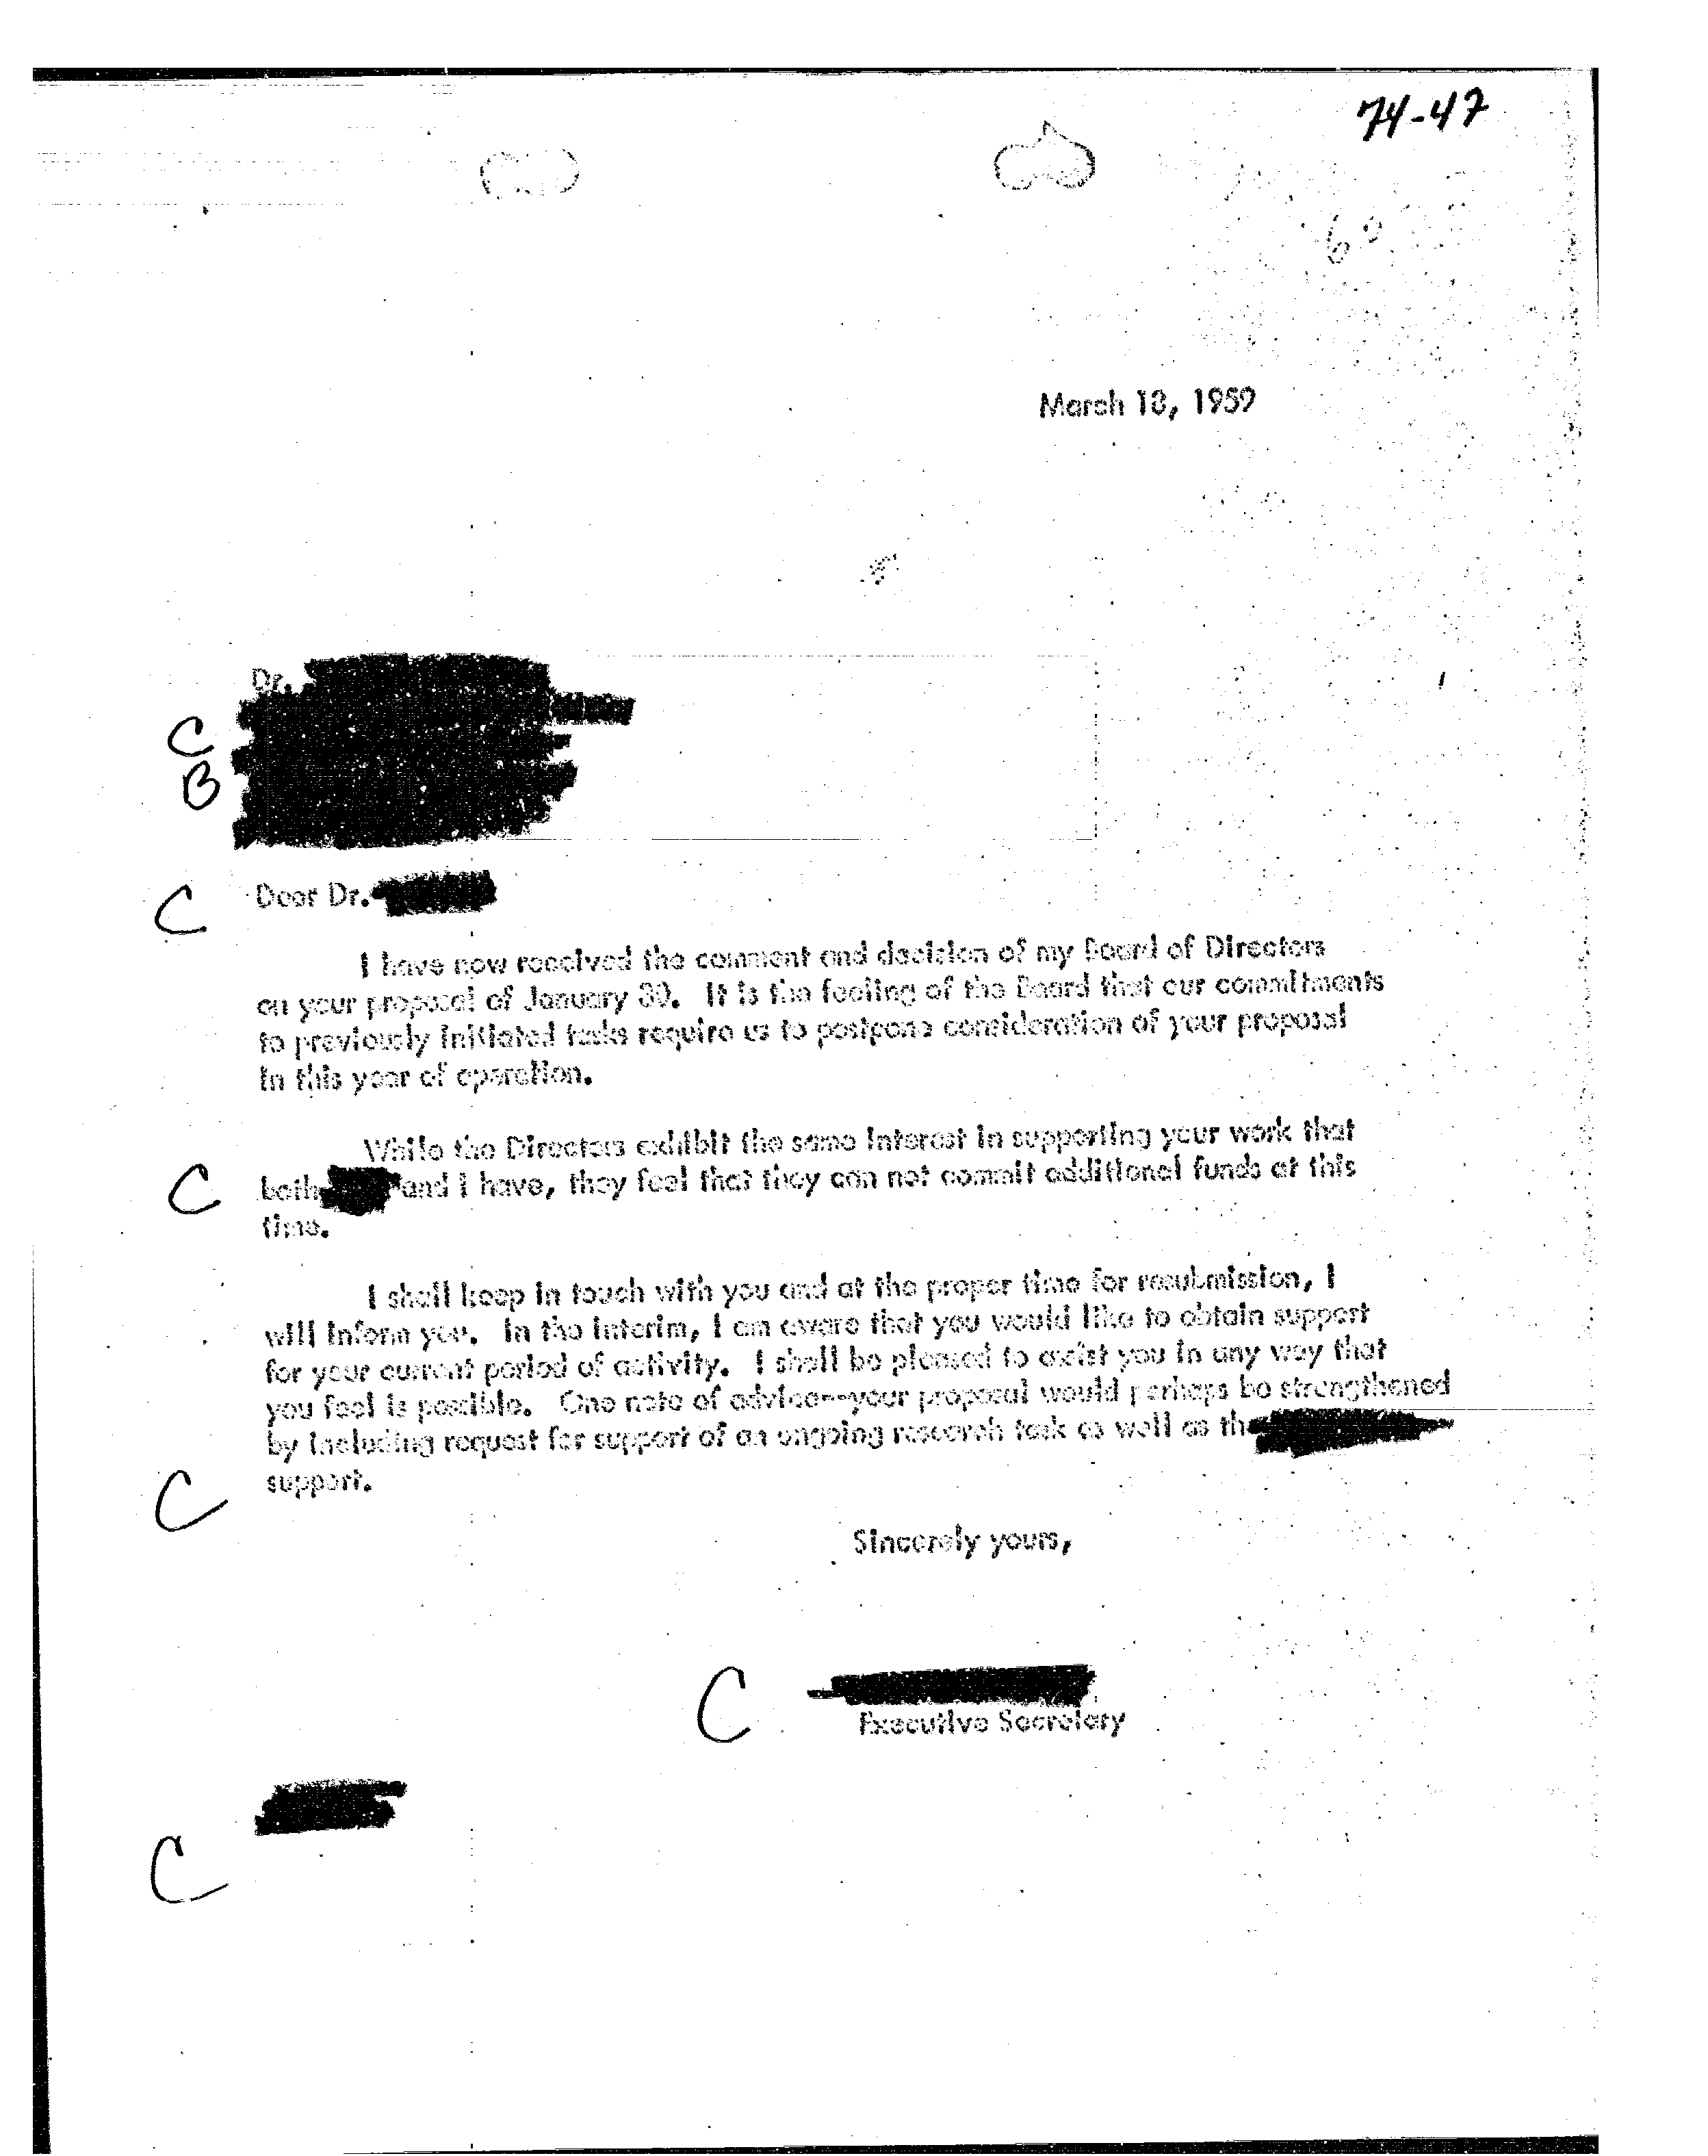 74-47
March 18, 1959
Dr.
C
B
C
Dear Dr.
I have now received the comment and decision of my Board of Directors
on your proposal of January 30. It is the feeling of the Board that our commitments
to previously initiated tasks require us to postpone consideration of your proposal
in this year of operation.
While the Directors exhibit the same interest in supporting your work that
C
both and I have, they feel that they can not commit additional funds at this
time.
I shall keep in touch with you and at the proper time for resubmission, I
will inform you. In the interim, I am aware that you would like to obtain support
for your current period of activity. I shall be pleased to assist you in any way that
you feel is possible. One note of advice--your proposal would perhaps be strengthened
by including request for support of an ongoing research task as well as the
C
support.
Sincerely yours,
C
Executive Secretary
C